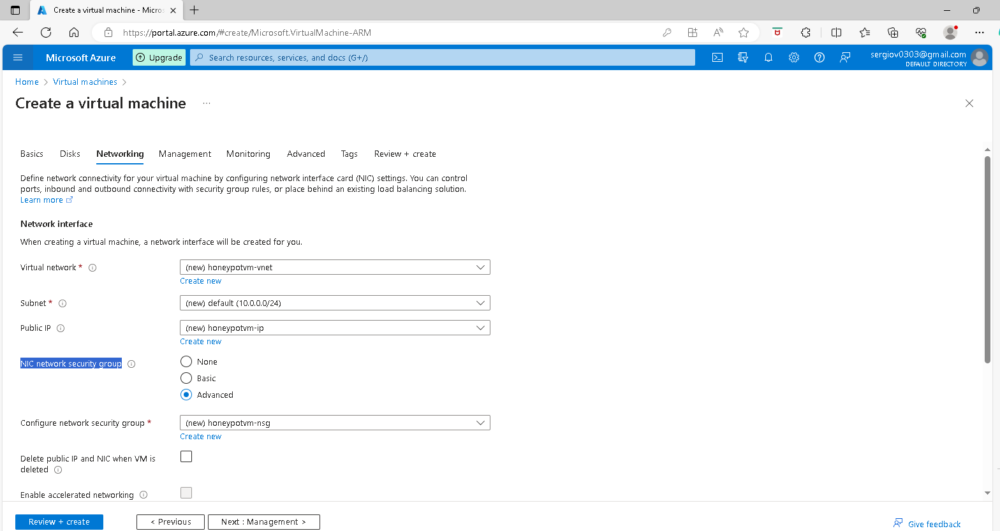 Create a virtual machine - Micros
https://portal.azure.com/#create/Microsoft.VirtualMachine-ARM
Microsoft Azure
Upgrade
Search resources, services, and docs (G+/)
sergiov0303@gmail.com
DEFAULT DIRECTORY
Home > Virtual machines >
Create a virtual machine ...
Basics Disks Networking Management Monitoring Advanced Tags Review + create
Define network connectivity for your virtual machine by configuring network interface card (NIC) settings. You can control
ports, inbound and outbound connectivity with security group rules, or place behind an existing load balancing solution.
Learn more
Network interface
When creating a virtual machine, a network interface will be created for you.
Virtual network *
(new) honeypotvm-vnet
Create new
Subnet *
(new) default (10.0.0.0/24)
Public IP
(new) honeypotvm-ip
Create new
NIC network security group
None
Basic
Advanced
Configure network security group *
(new) honeypotvm-nsg
Create new
Delete public IP and NIC when VM is
deleted
Enable accelerated networking
Review + create
< Previous
Next : Management >
Give feedback